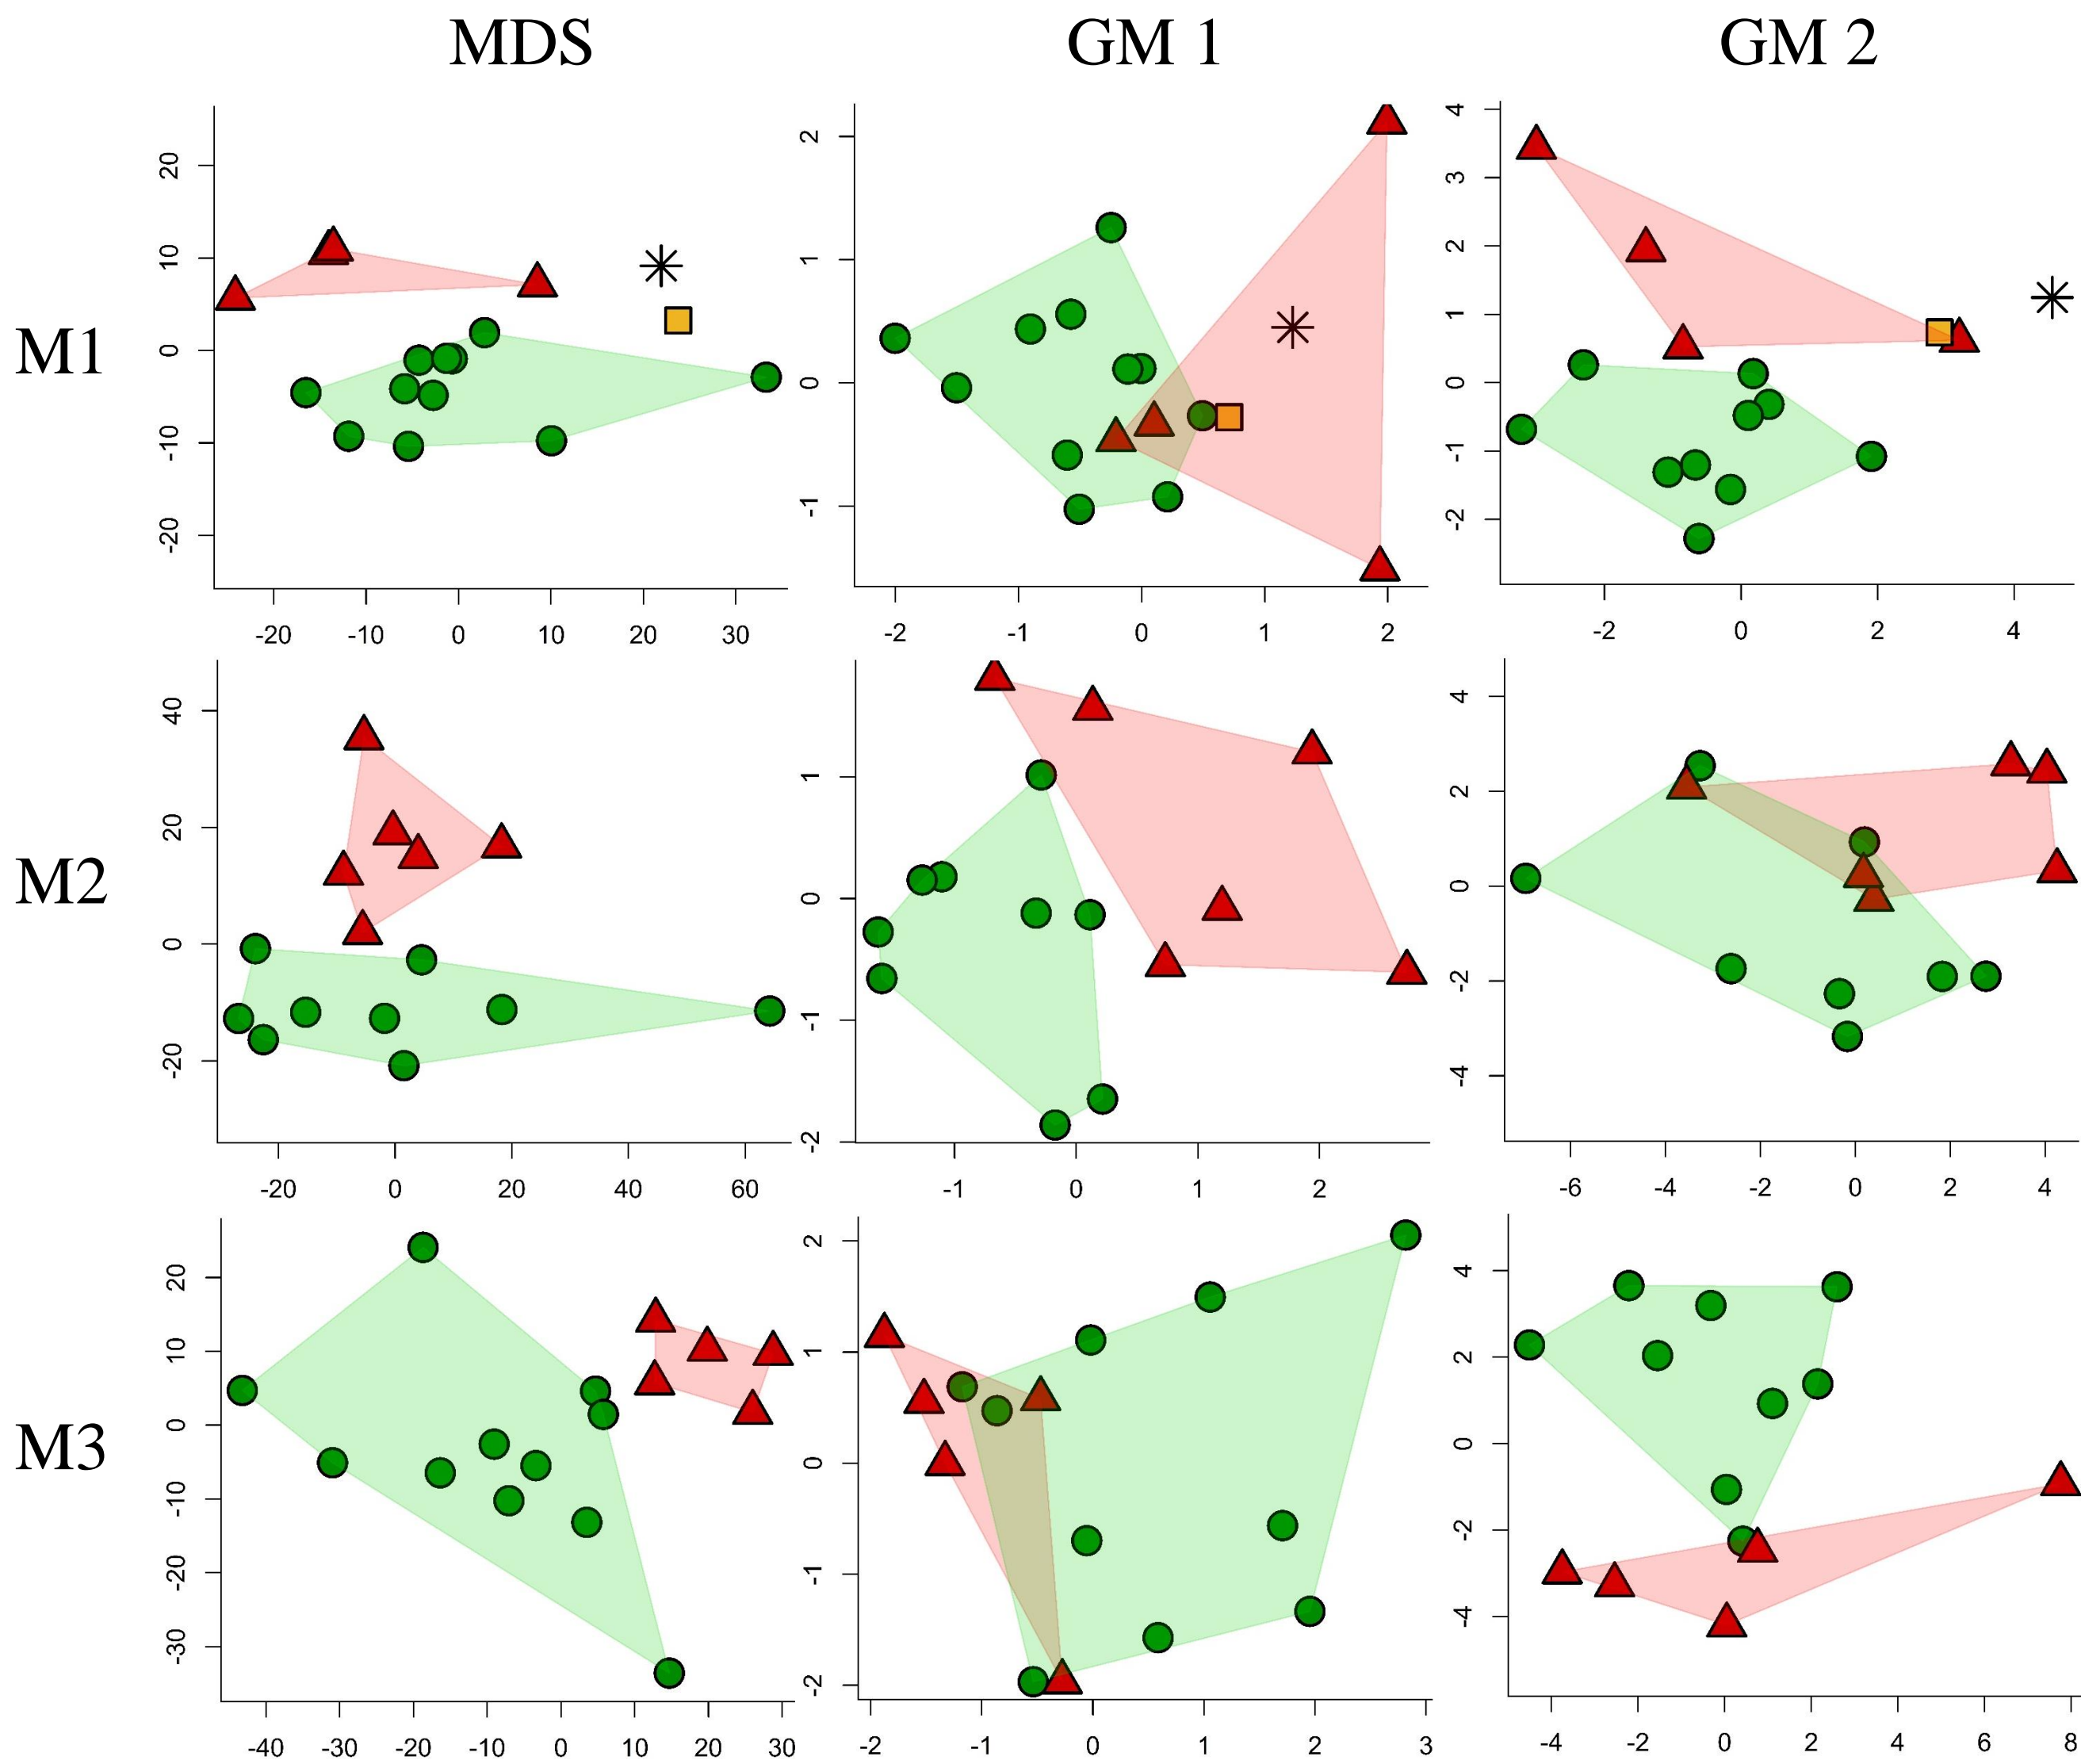 MDS GM 1 GM 2
M1
20 10 0 -10 -20
-20 -10 0 10 20 30
2 1 0 -1
-2 -1 0 1 2
4 3 2 1 0 -1 -2
-2 0 2 4
M2
40 20 0 -20
-20 0 20 40 60
1 0 -1 -2
-1 0 1 2
4 2 0 -2 -4
-6 -4 -2 0 2 4
M3
20 10 0 -10 -20 -30
-40 -30 -20 -10 0 10 20 30
2 1 0 -1 -2
-2 -1 0 1 2 3
4 2 0 -2 -4
-4 -2 0 2 4 6 8